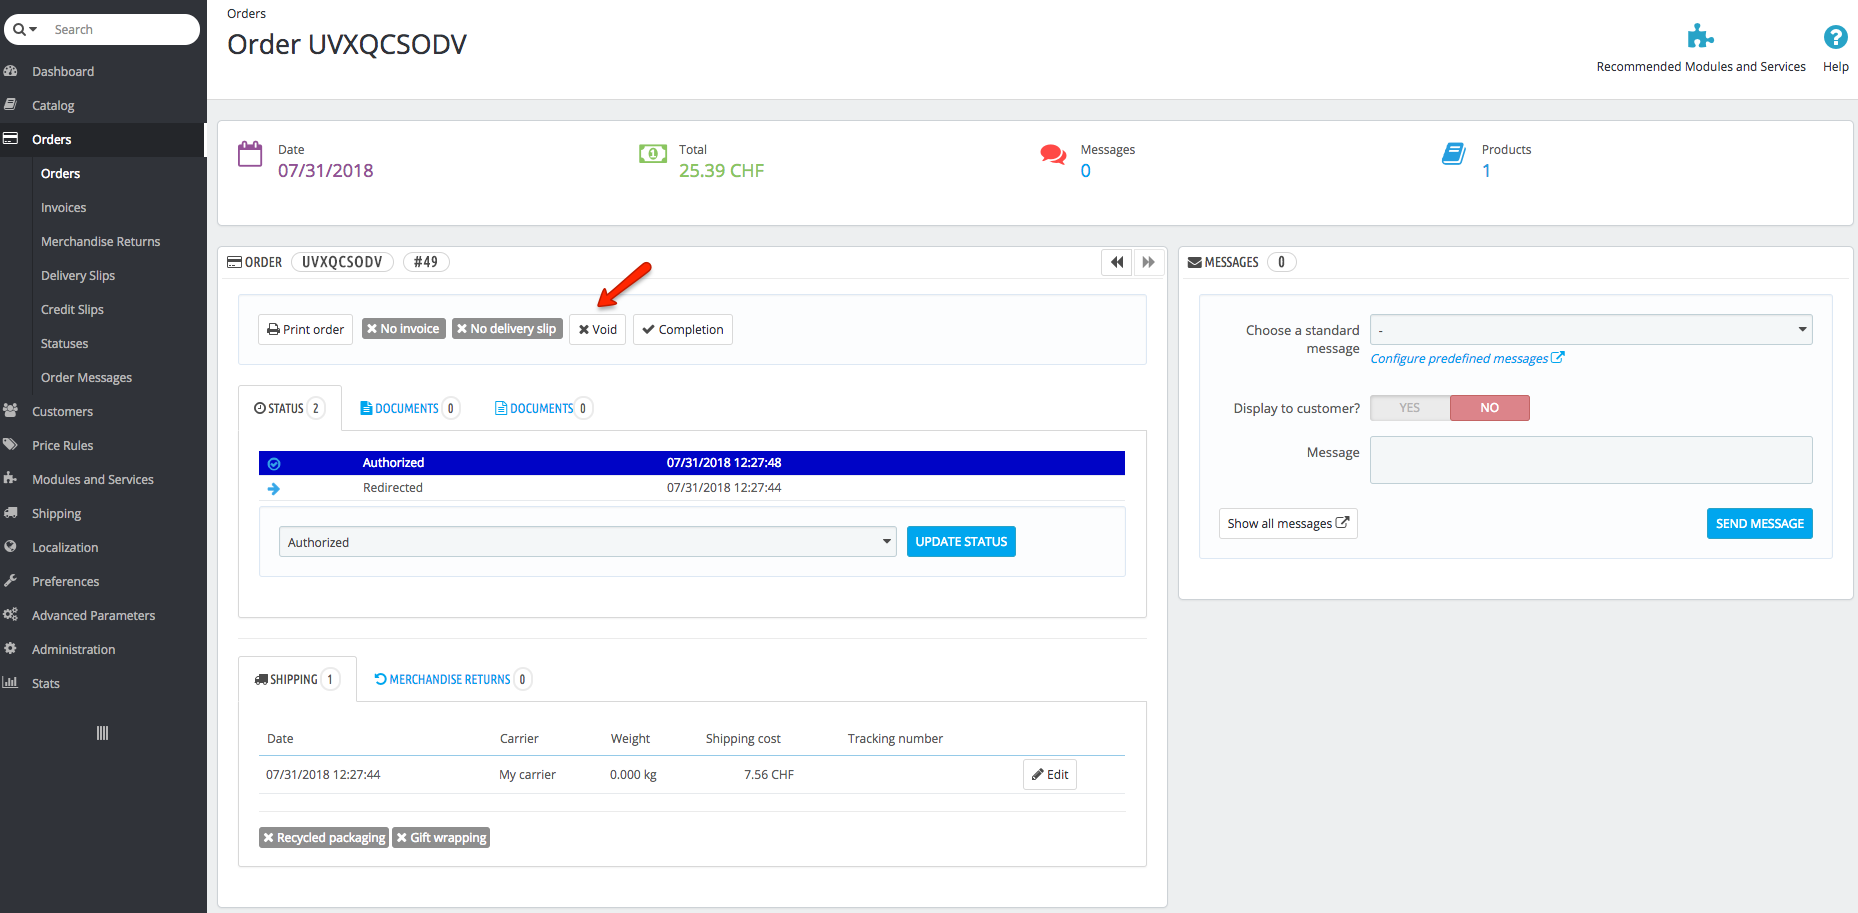 Search
Dashboard
Catalog
Orders
Orders
Invoices
Merchandise Returns
Delivery Slips
Credit Slips
Statuses
Order Messages
Customers
Price Rules
Modules and Services
Shipping
Localization
Preferences
Advanced Parameters
Administration
Stats
Orders
Order UVXQCSODV
Recommended Modules and Services
Help
Date
07/31/2018
Total
25.39 CHF
Messages
0
Products
1
ORDER UVXQCSODV #49
Print order No invoice No delivery slip Void Completion
STATUS 2 DOCUMENTS 0 DOCUMENTS 0
Authorized 07/31/2018 12:27:48
Redirected 07/31/2018 12:27:44
Authorized UPDATE STATUS
SHIPPING 1 MERCHANDISE RETURNS 0
Date Carrier Weight Shipping cost Tracking number
07/31/2018 12:27:44 My carrier 0.000 kg 7.56 CHF Edit
Recycled packaging Gift wrapping
MESSAGES 0
Choose a standard
message
-
Configure predefined messages
Display to customer? YES NO
Message
Show all messages SEND MESSAGE